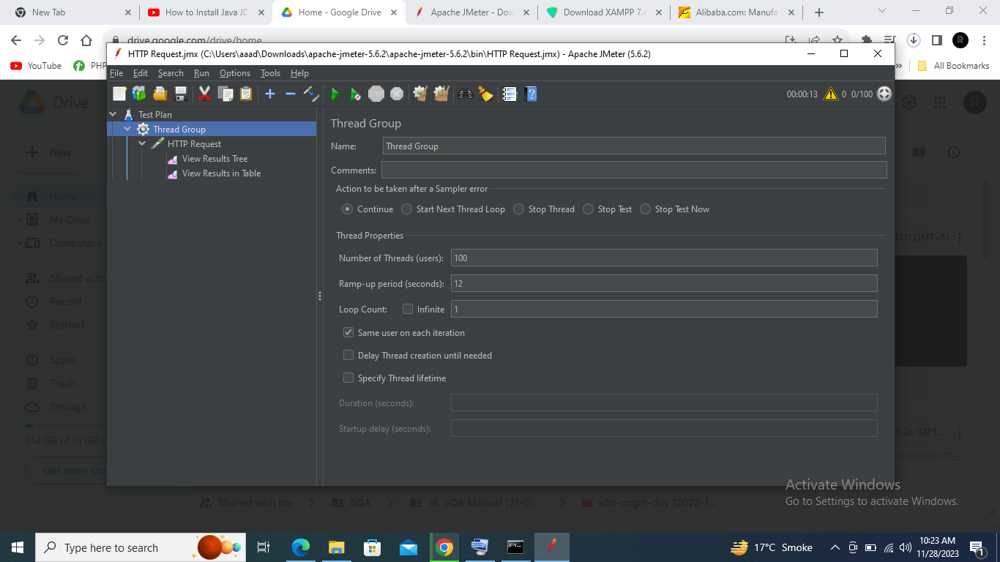 New Tab
How to Install Java JD
Home - Google Drive
Apache JMeter - Dow
Download XAMPP 7.4
Alibaba.com: Manufa
drive.google.com/drive/home
YouTube
PHP
All Bookmarks
HTTP Request.jmx (C:\Users\aaad\Downloads\apache-jmeter-5.6.2\apache-jmeter-5.6.2\bin\HTTP Request.jmx) - Apache JMeter (5.6.2)
File Edit Search Run Options Tools Help
STOP
00:00:13 0 0/100
Drive
New
Home
My Drive
Computers
Shared with
Recent
Starred
Spam
Trash
Storage
1.14 GB of 15 GB u
Get more sto
Test Plan
Thread Group
HTTP Request
View Results Tree
View Results in Table
Thread Group
Name: Thread Group
Comments:
Action to be taken after a Sampler error
Continue Start Next Thread Loop Stop Thread Stop Test Stop Test Now
Thread Properties
Number of Threads (users): 100
Ramp-up period (seconds): 12
Loop Count: Infinite 1
Same user on each iteration
Delay Thread creation until needed
Specify Thread lifetime
Duration (seconds):
Startup delay (seconds):
:01 GMT+5)
9:26 GMT...
Shared with me SQA 16. SQA Manual (21-O... wto-ccgm-dny (2023-1...
Activate Windows
Go to Settings to activate Windows.
Type here to search
17°C Smoke
10:23 AM
11/28/2023
1